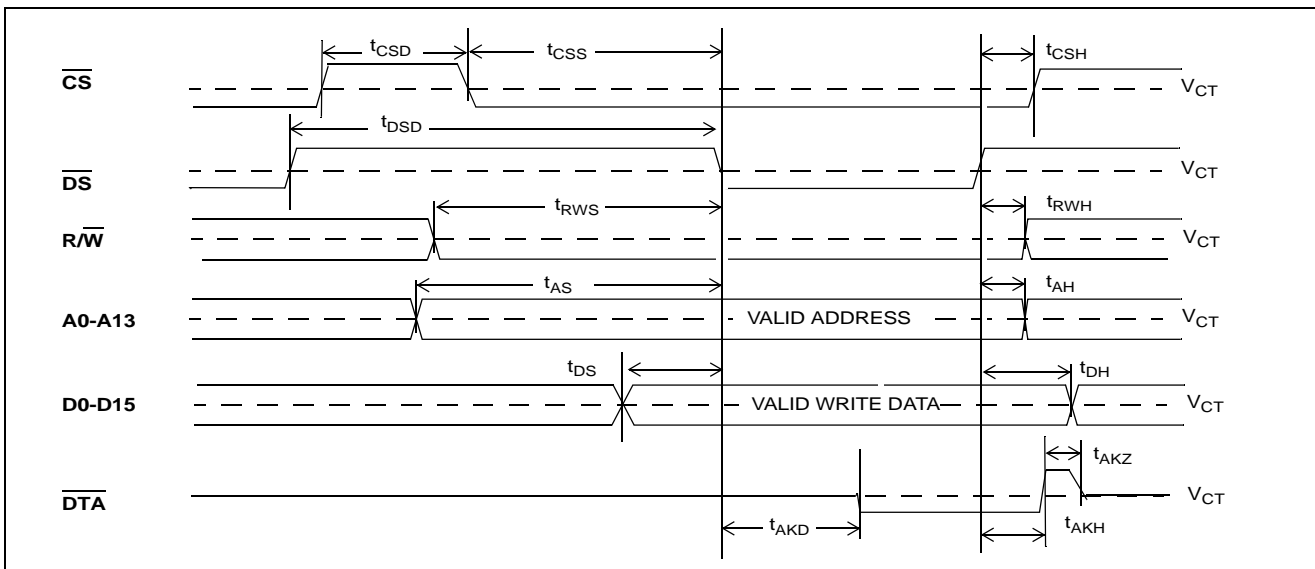 tCSD tCSS tCSH
CS VCT
tDSD
DS VCT
tRWS tRWH
R/W VCT
tAS tAH
A0-A13 VALID ADDRESS VCT
tDS tDH
D0-D15 VALID WRITE DATA VCT
tAKZ
DTA VCT
tAKD tAKH